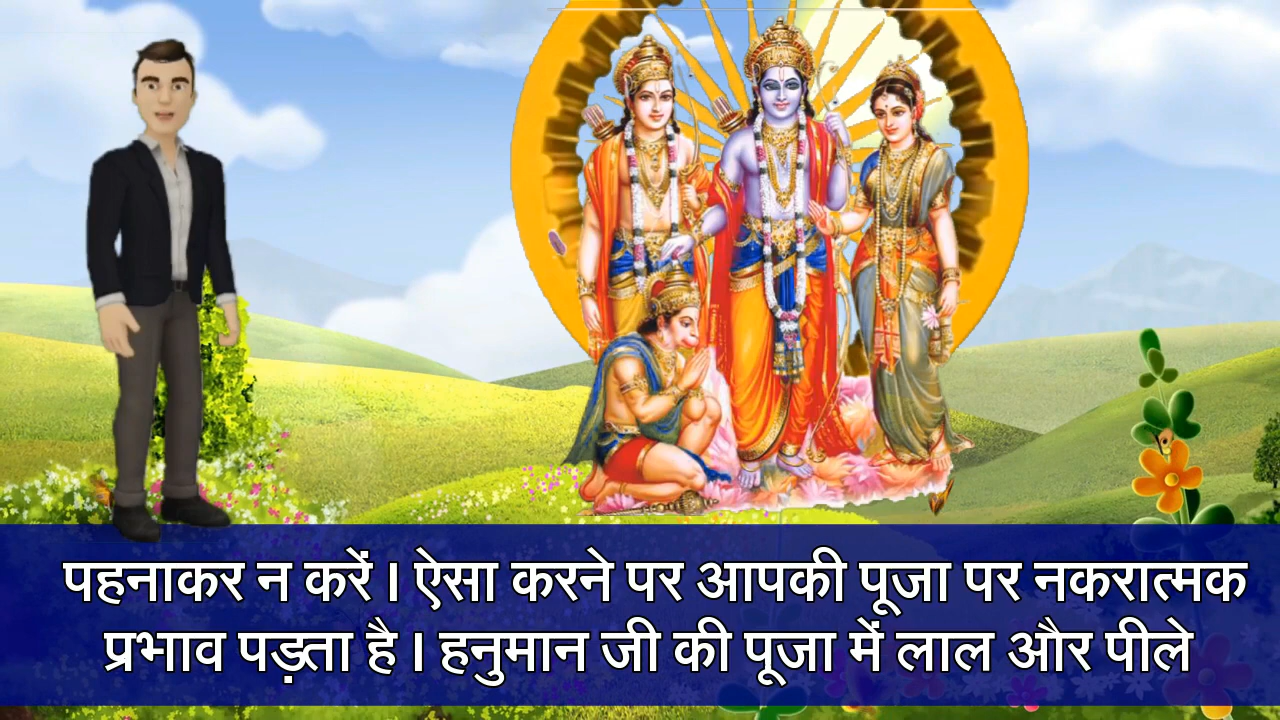 पहनाकर न करें । ऐसा करने पर आपकी पूजा पर नकरात्मक
प्रभाव पड़ता है । हनुमान जी की पूजा में लाल और पीले